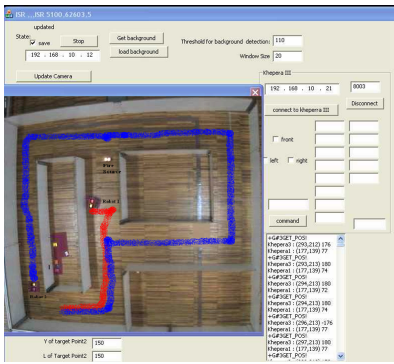 JSR ...JSR 5100.62603.5
updated
State:
save
Stop
Get background
load background
192 . 168 . 10 . 12
Threshold for background detection: 110
Window Size 20
Update Camera
Khepera III
192 . 168 . 10 . 21
8003
connect to kheperra III
Disconnect
front
left
right
command
+G#3GET_POS!
Khepera3 : (293,212) 176
Khepera1 : (177,139) 77
+G#3GET_POS!
Khepera3 : (293,213) 180
Khepera1 : (177,139) 74
+G#3GET_POS!
Khepera3 : (294,213) 180
Khepera1 : (177,139) 72
+G#3GET_POS!
Khepera3 : (294,213) 180
Khepera1 : (177,139) 74
+G#3GET_POS!
Khepera3 : (296,213) -176
Khepera1 : (177,139) 77
+G#3GET_POS!
Khepera3 : (297,213) 180
Khepera1 : (177,139) 77
+G#3GET_POS!
Y of target Point2 150
L of Target Point2 150